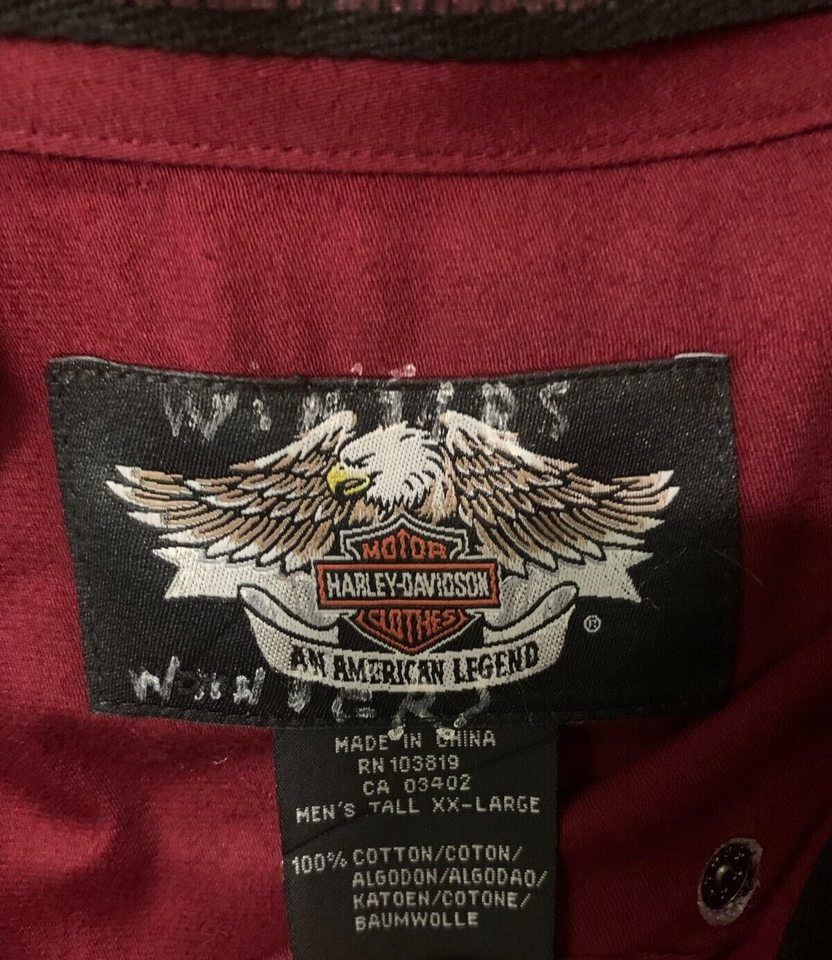 WiNTERS
MOTOR
HARLEY-DAVIDSON
CLOTHES
®
AN AMERICAN LEGEND
MADE IN CHINA
RN 103819
CA 03402
MEN'S TALL XX-LARGE
100% COTTON/COTON/
ALGODON/ALGODAO/
KATOEN/COTONE/
BAUMWOLLE